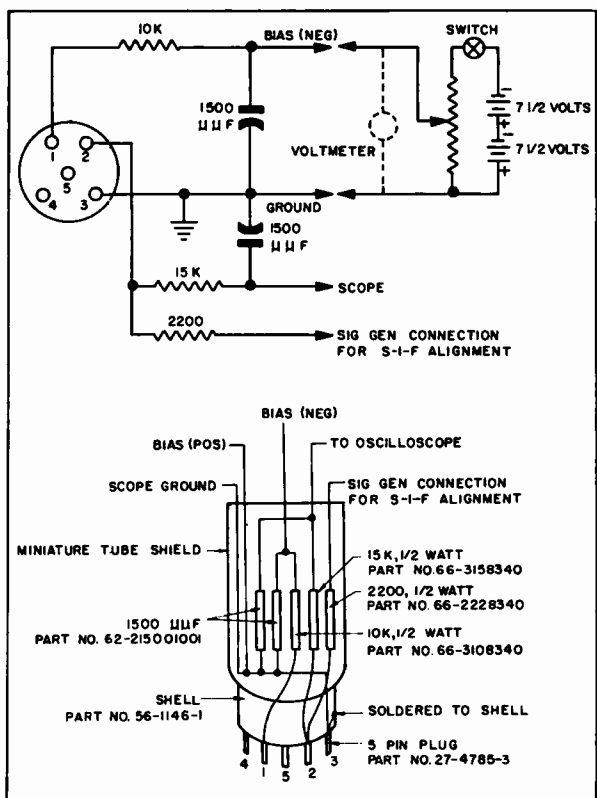 SWITCH
10K
BIAS (NEG)
1500
μμF
7 1/2 VOLTS
VOLTMETER
7 1/2 VOLTS
1 2
5
4 3
GROUND
1500
μμF
15K
SCOPE
2200
SIG GEN CONNECTION
FOR S-I-F ALIGNMENT
BIAS (NEG)
BIAS (POS)
TO OSCILLOSCOPE
SCOPE GROUND
SIG GEN CONNECTION
FOR S-I-F ALIGNMENT
MINIATURE TUBE SHIELD
15K, 1/2 WATT
PART NO. 66-3158340
2200, 1/2 WATT
PART NO. 66-2228340
1500 μμF
PART NO. 62-215001001
10K, 1/2 WATT
PART NO. 66-3108340
SHELL
PART NO. 56-1146-1
SOLDERED TO SHELL
5 PIN PLUG
PART NO. 27-4785-3
4 1 5 2 3